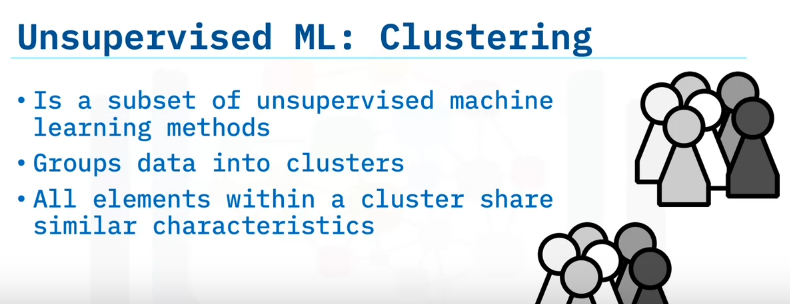 Unsupervised ML: Clustering
• Is a subset of unsupervised machine
learning methods
• Groups data into clusters
• All elements within a cluster share
similar characteristics